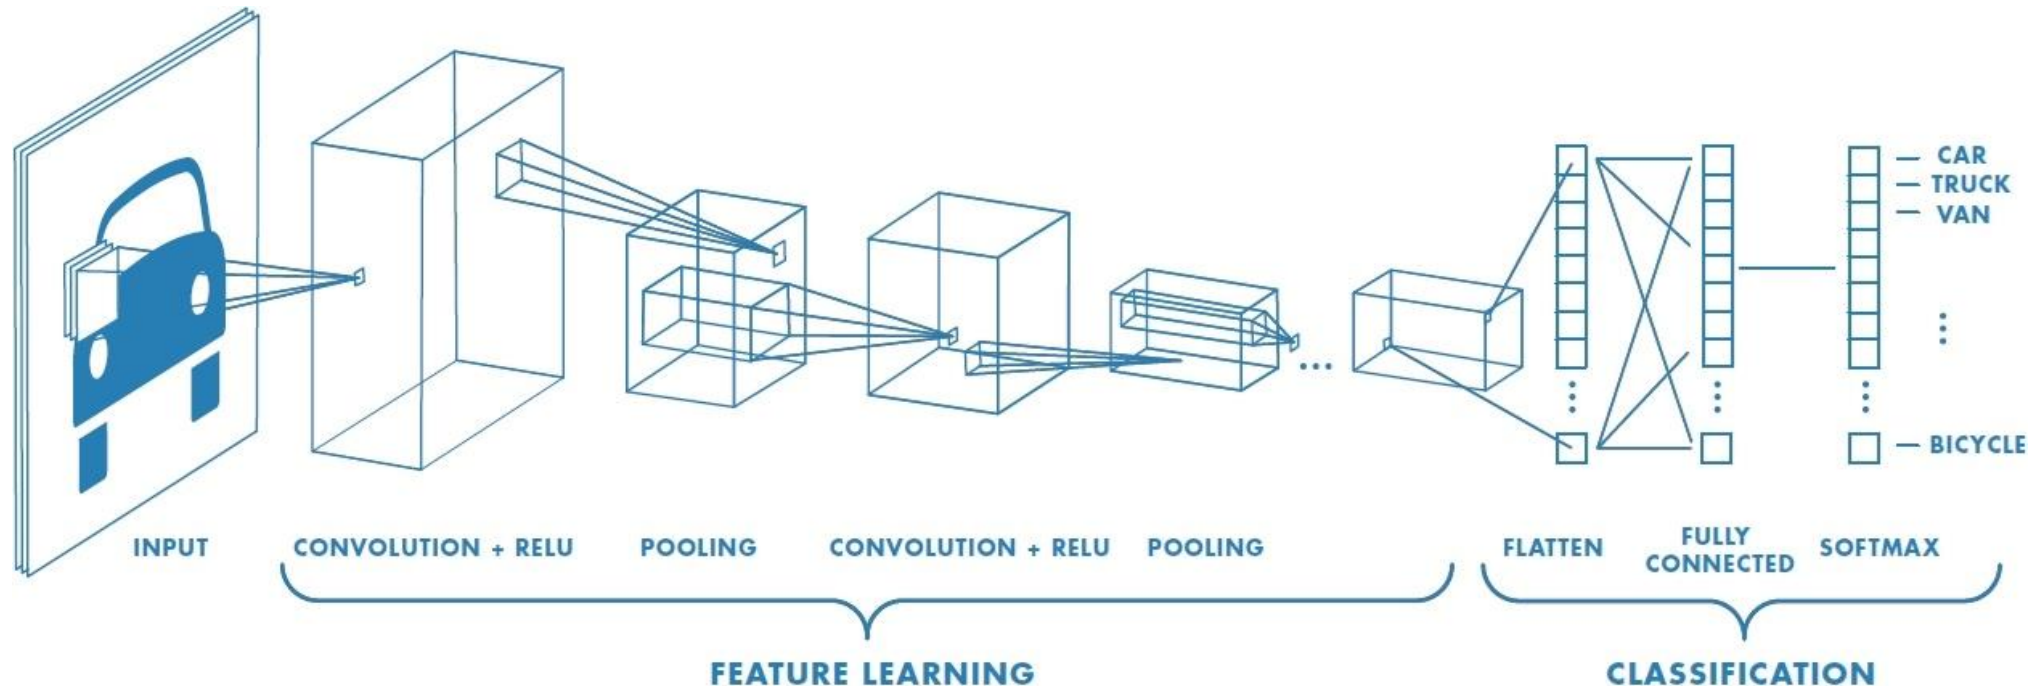 CAR
TRUCK
VAN
BICYCLE
INPUT
CONVOLUTION + RELU
POOLING
CONVOLUTION + RELU
POOLING
FLATTEN
FULLY
CONNECTED
SOFTMAX
FEATURE LEARNING
CLASSIFICATION